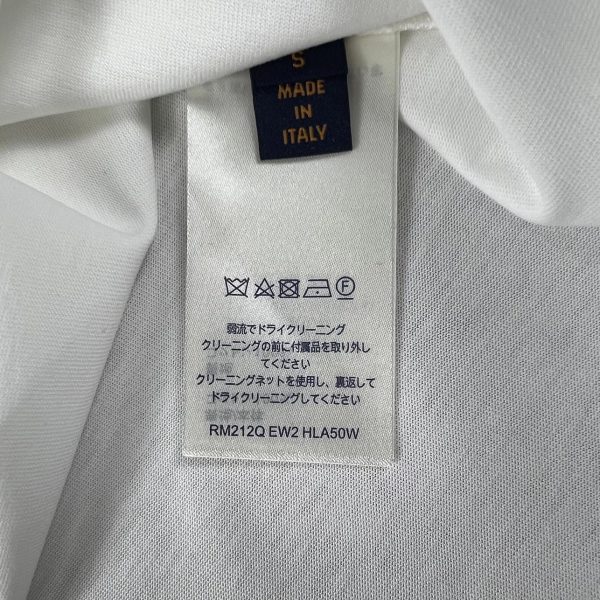 S
MADE
IN
ITALY
F
弱流でドライクリーニング
クリーニングの前に付属品を取り外し
てください
クリーニングネットを使用し、裏返して
ドライクリーニングしてください
RM212Q EW2 HLA50W